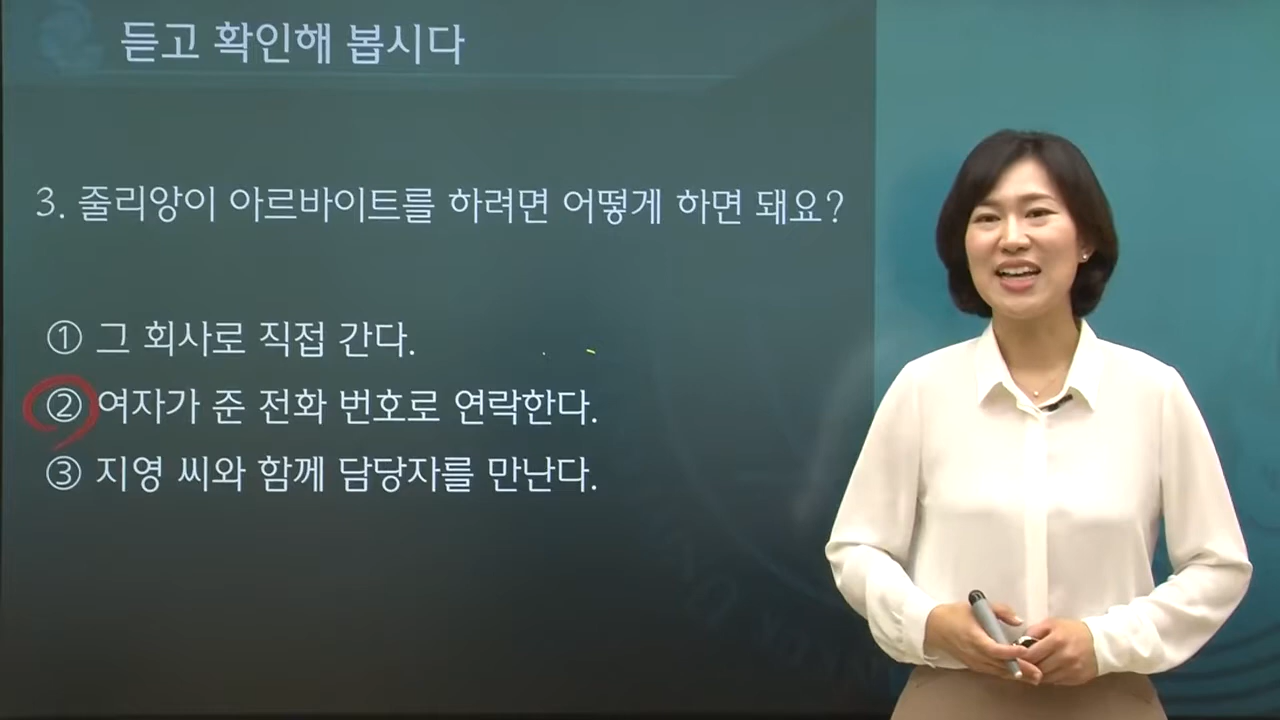 듣고 확인해 봅시다
3. 줄리앙이 아르바이트를 하려면 어떻게 하면 돼요?
① 그 회사로 직접 간다.
② 여자가 준 전화 번호로 연락한다.
③ 지영 씨와 함께 담당자를 만난다.